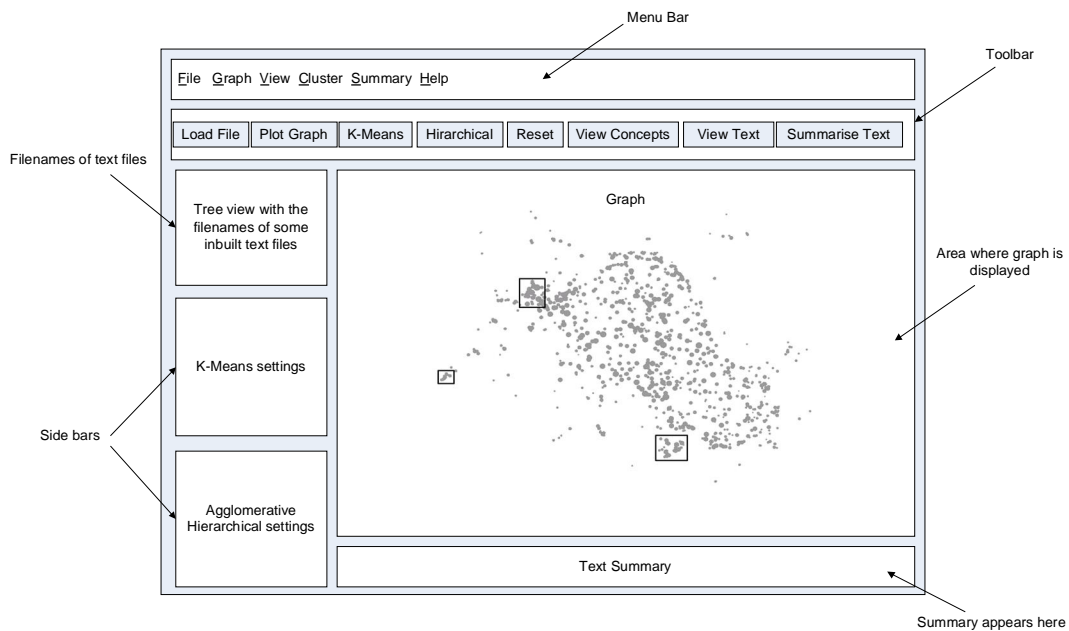 Menu Bar
Toolbar
File Graph View Cluster Summary Help
Load File Plot Graph K-Means Hirarchical Reset View Concepts View Text Summarise Text
Filenames of text files
Tree view with the
filenames of some
inbuilt text files
Graph
Area where graph is
displayed
K-Means settings
Side bars
Agglomerative
Hierarchical settings
Text Summary
Summary appears here